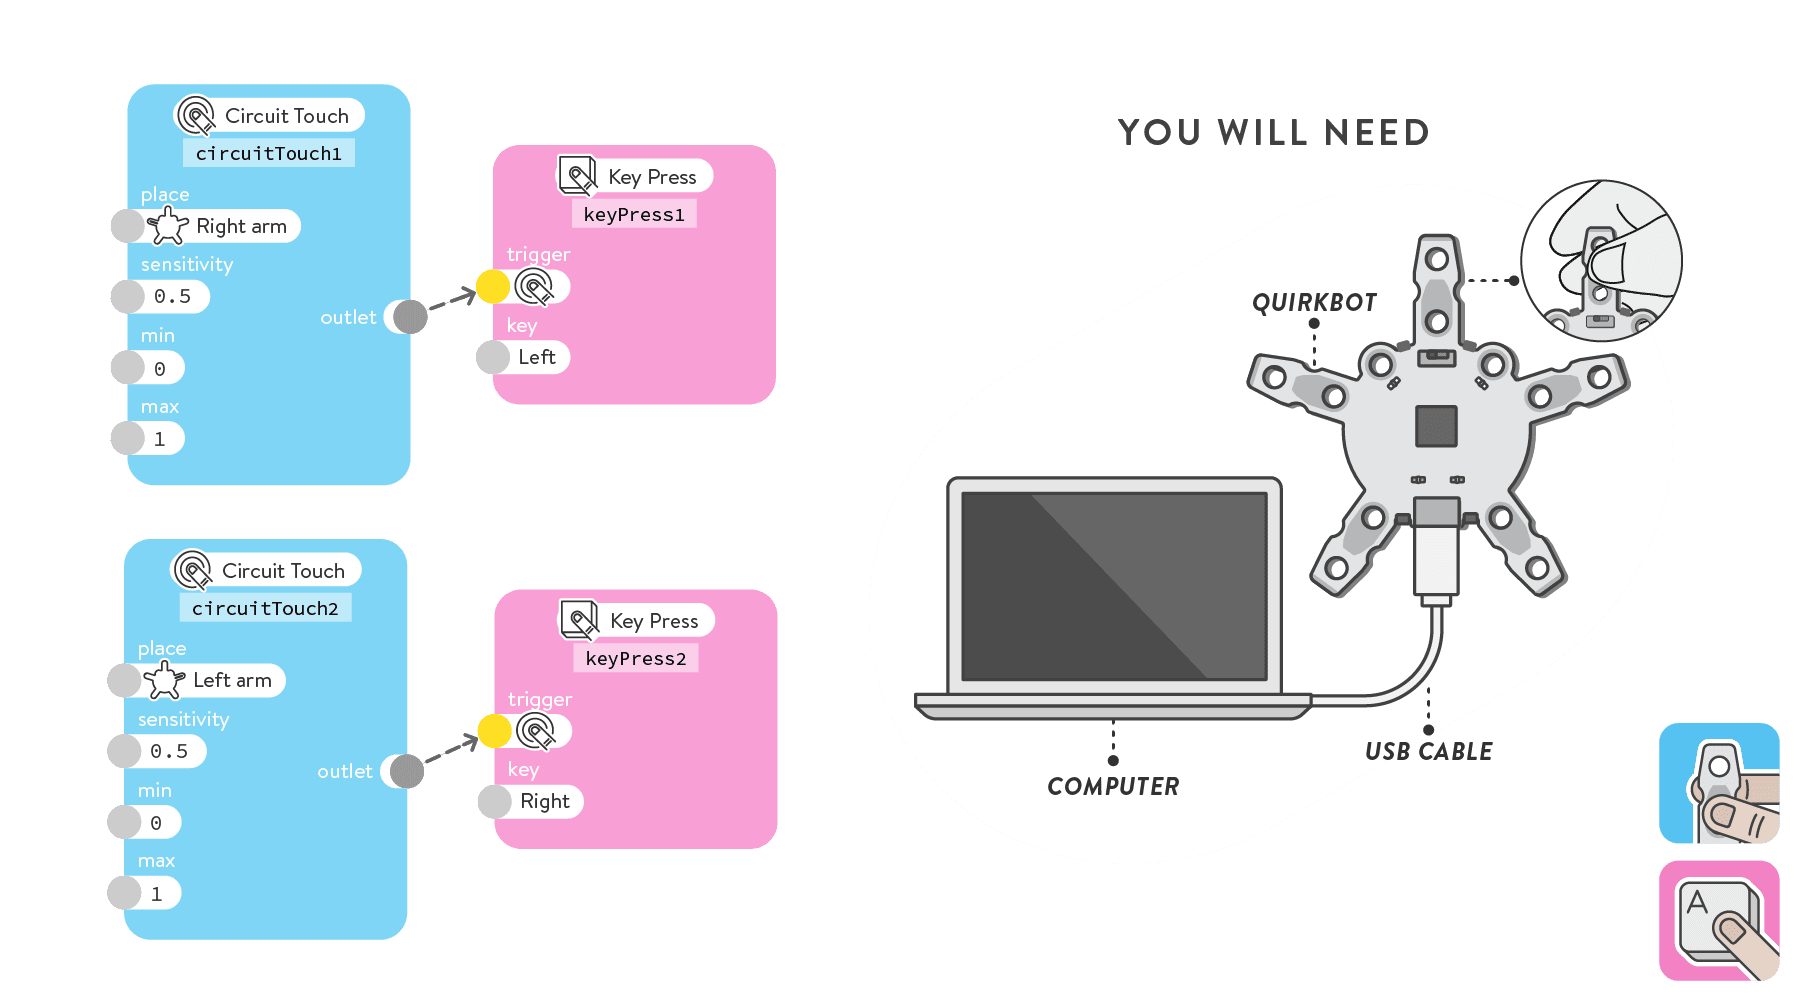 Circuit Touch
circuitTouch1
place
Right arm
sensitivity
0.5
outlet
min
0
max
1
Key Press
keyPress1
trigger
key
Left
Circuit Touch
circuitTouch2
place
Left arm
sensitivity
0.5
outlet
min
0
max
1
Key Press
keyPress2
trigger
key
Right
YOU WILL NEED
QUIRKBOT
COMPUTER
USB CABLE
A